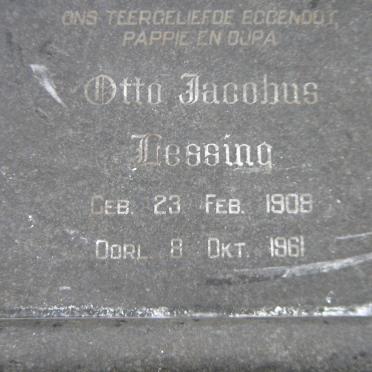 ONS TEERGELIEFDE EGGENOOT,
PAPPIE EN OUPA
Otto Jacobus
Lessing
GEB. 23 FEB. 1908
OORL. 8 OKT. 1961